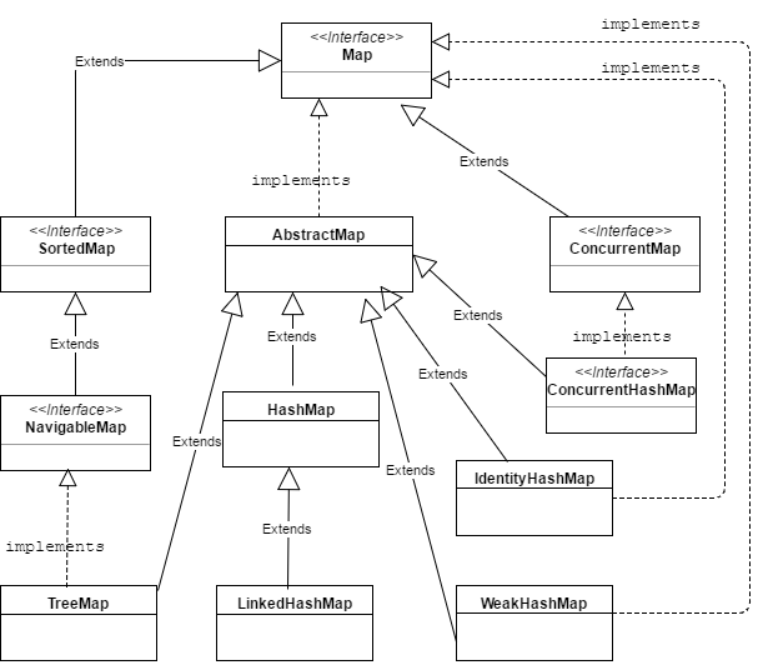 implements
<<Interface>>
Map
Extends
implements
Extends
implements
<<Interface>>
SortedMap
AbstractMap
<<Interface>>
ConcurrentMap
Extends
Extends
Extends
implements
<<Interface>>
ConcurrentHashMap
Extends
<<Interface>>
NavigableMap
HashMap
Extends
Extends
IdentityHashMap
Extends
implements
TreeMap
LinkedHashMap
WeakHashMap